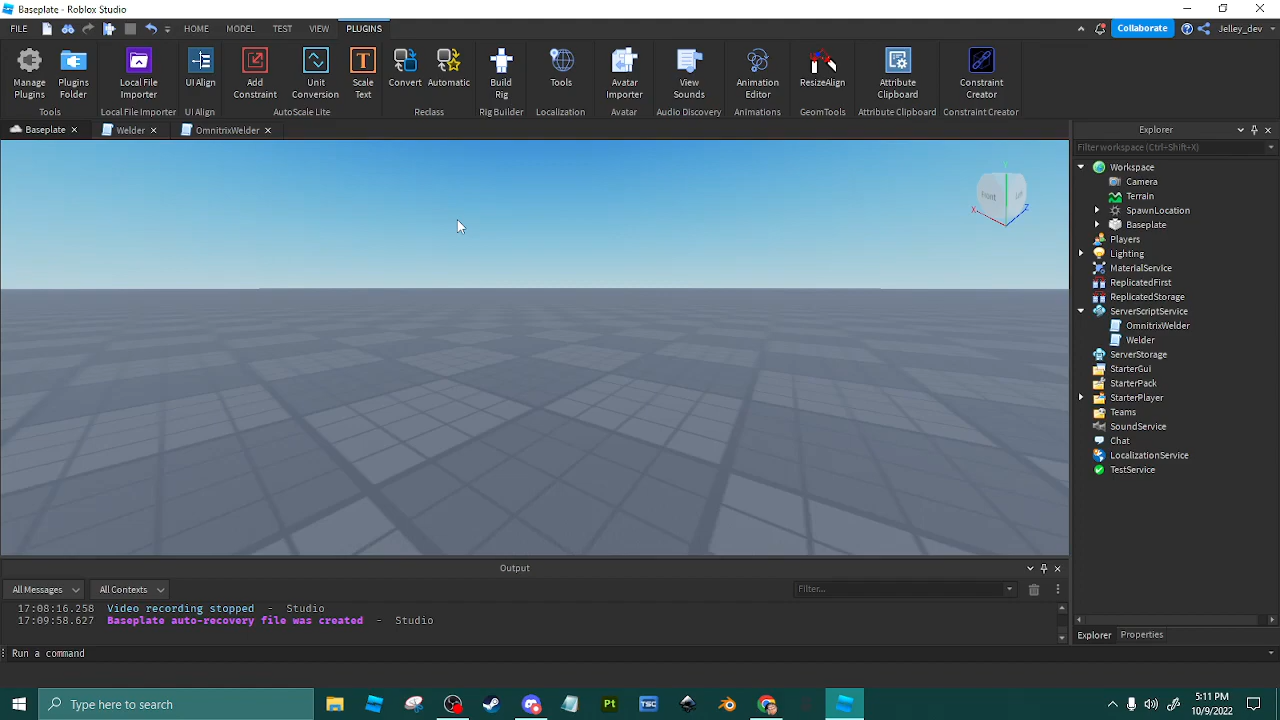 Baseplate - Roblox Studio
FILE HOME MODEL TEST VIEW PLUGINS Collaborate Jelley_dev
Manage Plugins
Plugins Folder
Tools
Local File Importer
Local File Importer
UI Align
UI Align
Add Constraint
Unit Conversion
Scale Text
AutoScale Lite
Convert
Automatic
Reclass
Build Rig
Rig Builder
Tools
Localization
Avatar Importer
Avatar
View Sounds
Audio Discovery
Animation Editor
Animations
ResizeAlign
GeomTools
Attribute Clipboard
Attribute Clipboard
Constraint Creator
Constraint Creator
Baseplate Welder OmnitrixWelder
Front
X
Z
Y
Explorer
Filter workspace (Ctrl+Shift+X)
Workspace
Camera
Terrain
SpawnLocation
Baseplate
Players
Lighting
MaterialService
ReplicatedFirst
ReplicatedStorage
ServerScriptService
OmnitrixWelder
Welder
ServerStorage
StarterGui
StarterPack
StarterPlayer
Teams
SoundService
Chat
LocalizationService
TestService
Explorer Properties
Output
All Messages All Contexts Filter...
17:08:16.258 Video recording stopped - Studio
17:09:58.627 Baseplate auto-recovery file was created - Studio
Run a command
Type here to search
Pt
TSC
5:11 PM
10/9/2022